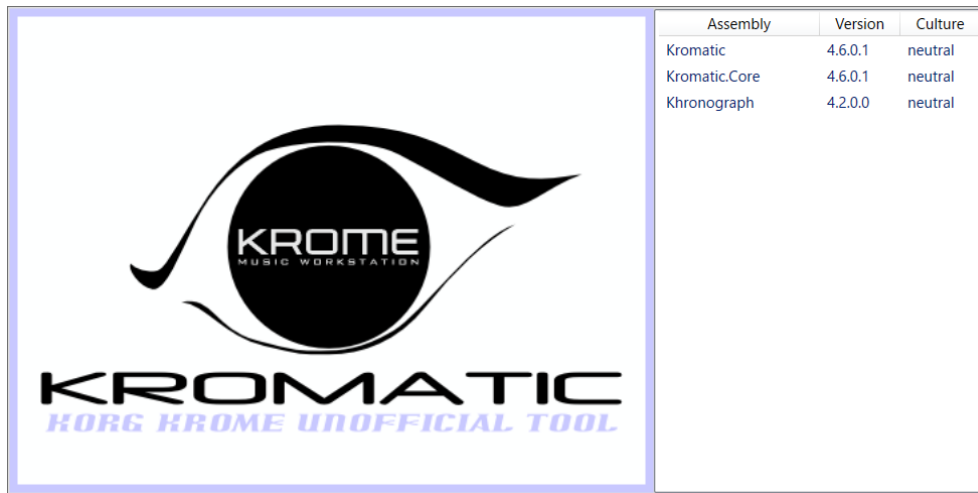 KROME
MUSIC WORKSTATION
KROMATIC
KORG KROME UNOFFICIAL TOOL
Assembly Version Culture
Kromatic 4.6.0.1 neutral
Kromatic.Core 4.6.0.1 neutral
Khronograph 4.2.0.0 neutral